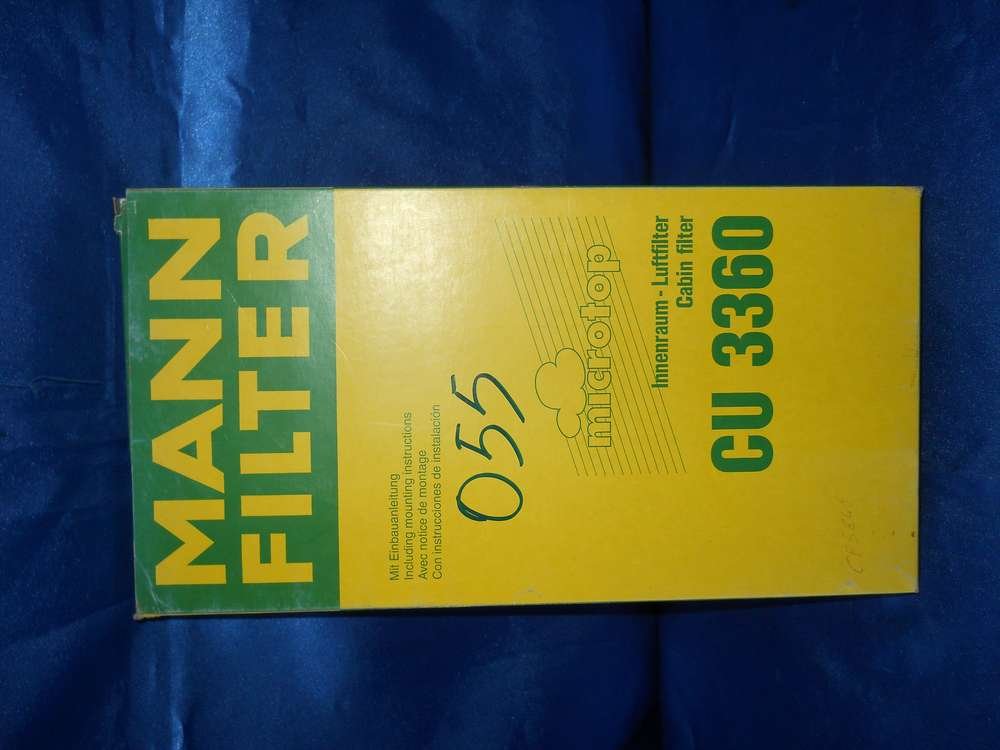 MANN
FILTER
Mit Einbauanleitung
Including mounting instructions
Avec notice de montage
Con instrucciones de instalación
055
microtop
Innenraum - Luftfilter
Cabin filter
CU 3360